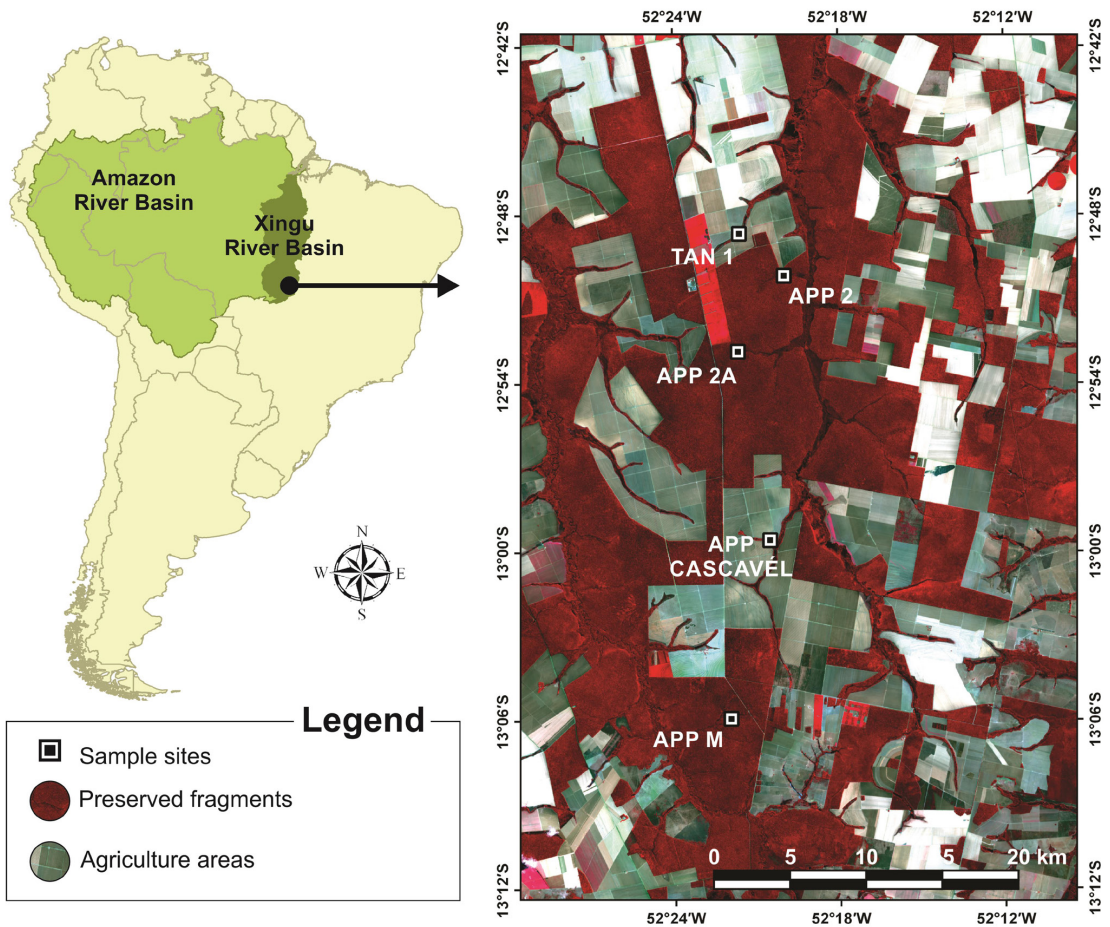 Amazon
River Basin
Xingu
River Basin
N
W
E
S
Legend
Sample sites
Preserved fragments
Agriculture areas
52°24'W
52°18'W
52°12'W
12°42'S
12°42'S
12°48'S
12°48'S
12°54'S
12°54'S
13°00'S
13°00'S
13°06'S
13°06'S
13°12'S
13°12'S
TAN 1
APP 2
APP 2A
APP
CASCAVÉL
APP M
0 5 10 15 20 km
52°24'W
52°18'W
52°12'W